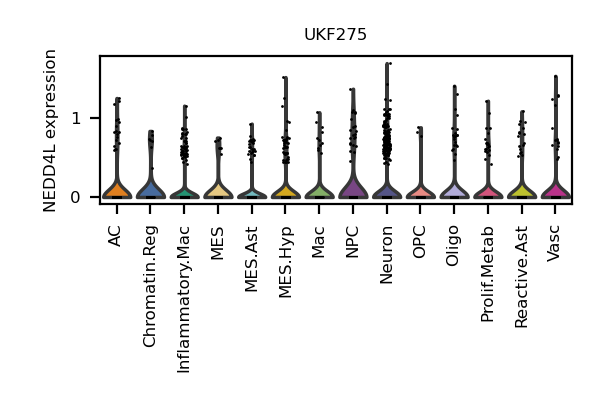 UKF275
NEDD4L expression
1
0
AC
Chromatin.Reg
Inflammatory.Mac
MES
MES.Ast
MES.Hyp
Mac
NPC
Neuron
OPC
Oligo
Prolif.Metab
Reactive.Ast
Vasc